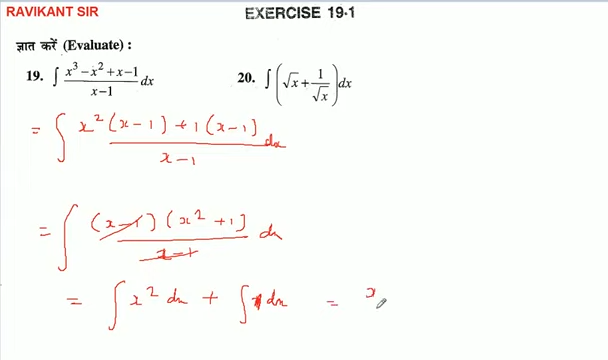 RAVIKANT SIR
EXERCISE 19·1
ज्ञात करें (Evaluate) :
19. ∫ (x³ − x² + x − 1)/(x − 1) dx
20. ∫ (√x + 1/√x) dx
= ∫ (x² (x − 1) + 1 (x − 1))/(x − 1) dx
= ∫ ((x − 1) (x² + 1))/(x − 1) dx
= ∫ x² dx + ∫ 1 dx = x